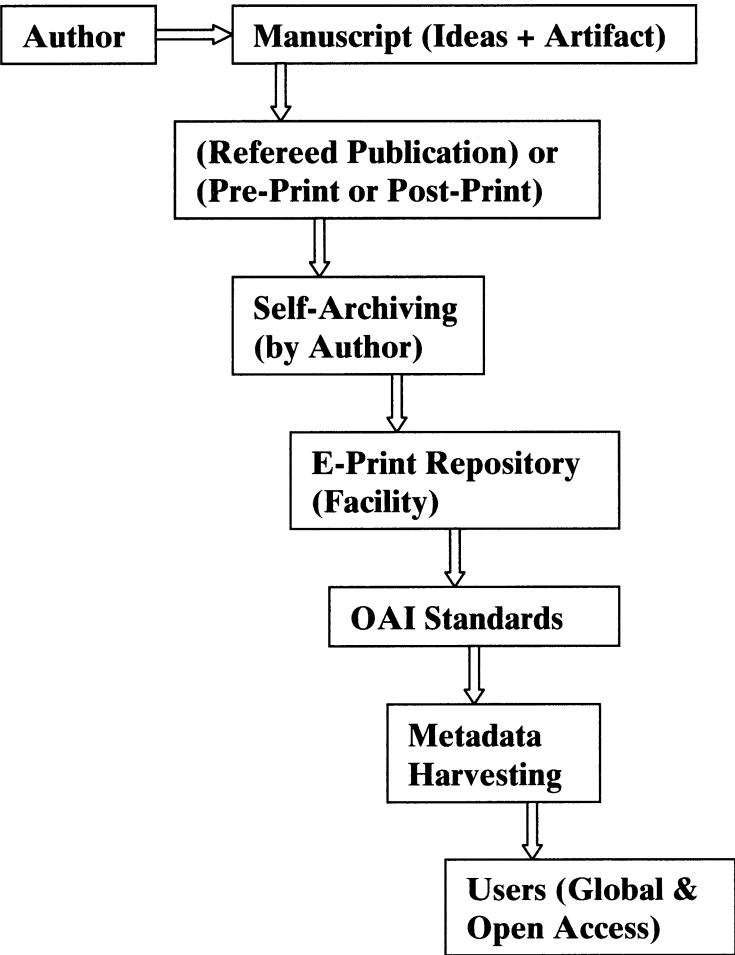 Author
Manuscript (Ideas + Artifact)
(Refereed Publication) or
(Pre-Print or Post-Print)
Self-Archiving
(by Author)
E-Print Repository
(Facility)
OAI Standards
Metadata
Harvesting
Users (Global &
Open Access)